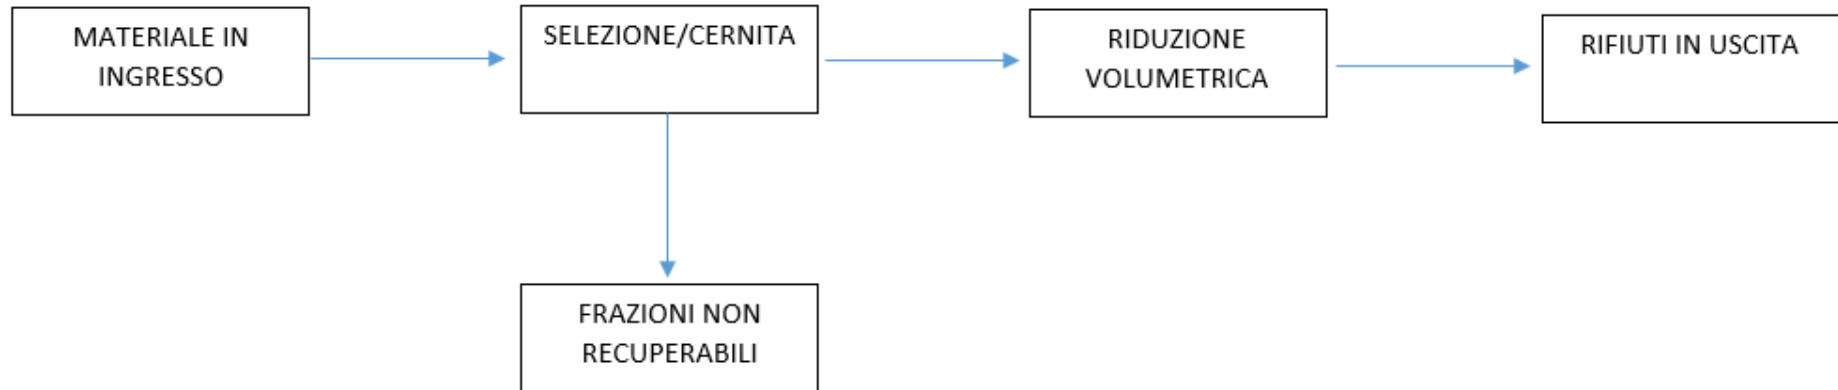 MATERIALE IN
INGRESSO
SELEZIONE/CERNITA
RIDUZIONE
VOLUMETRICA
RIFIUTI IN USCITA
FRAZIONI NON
RECUPERABILI